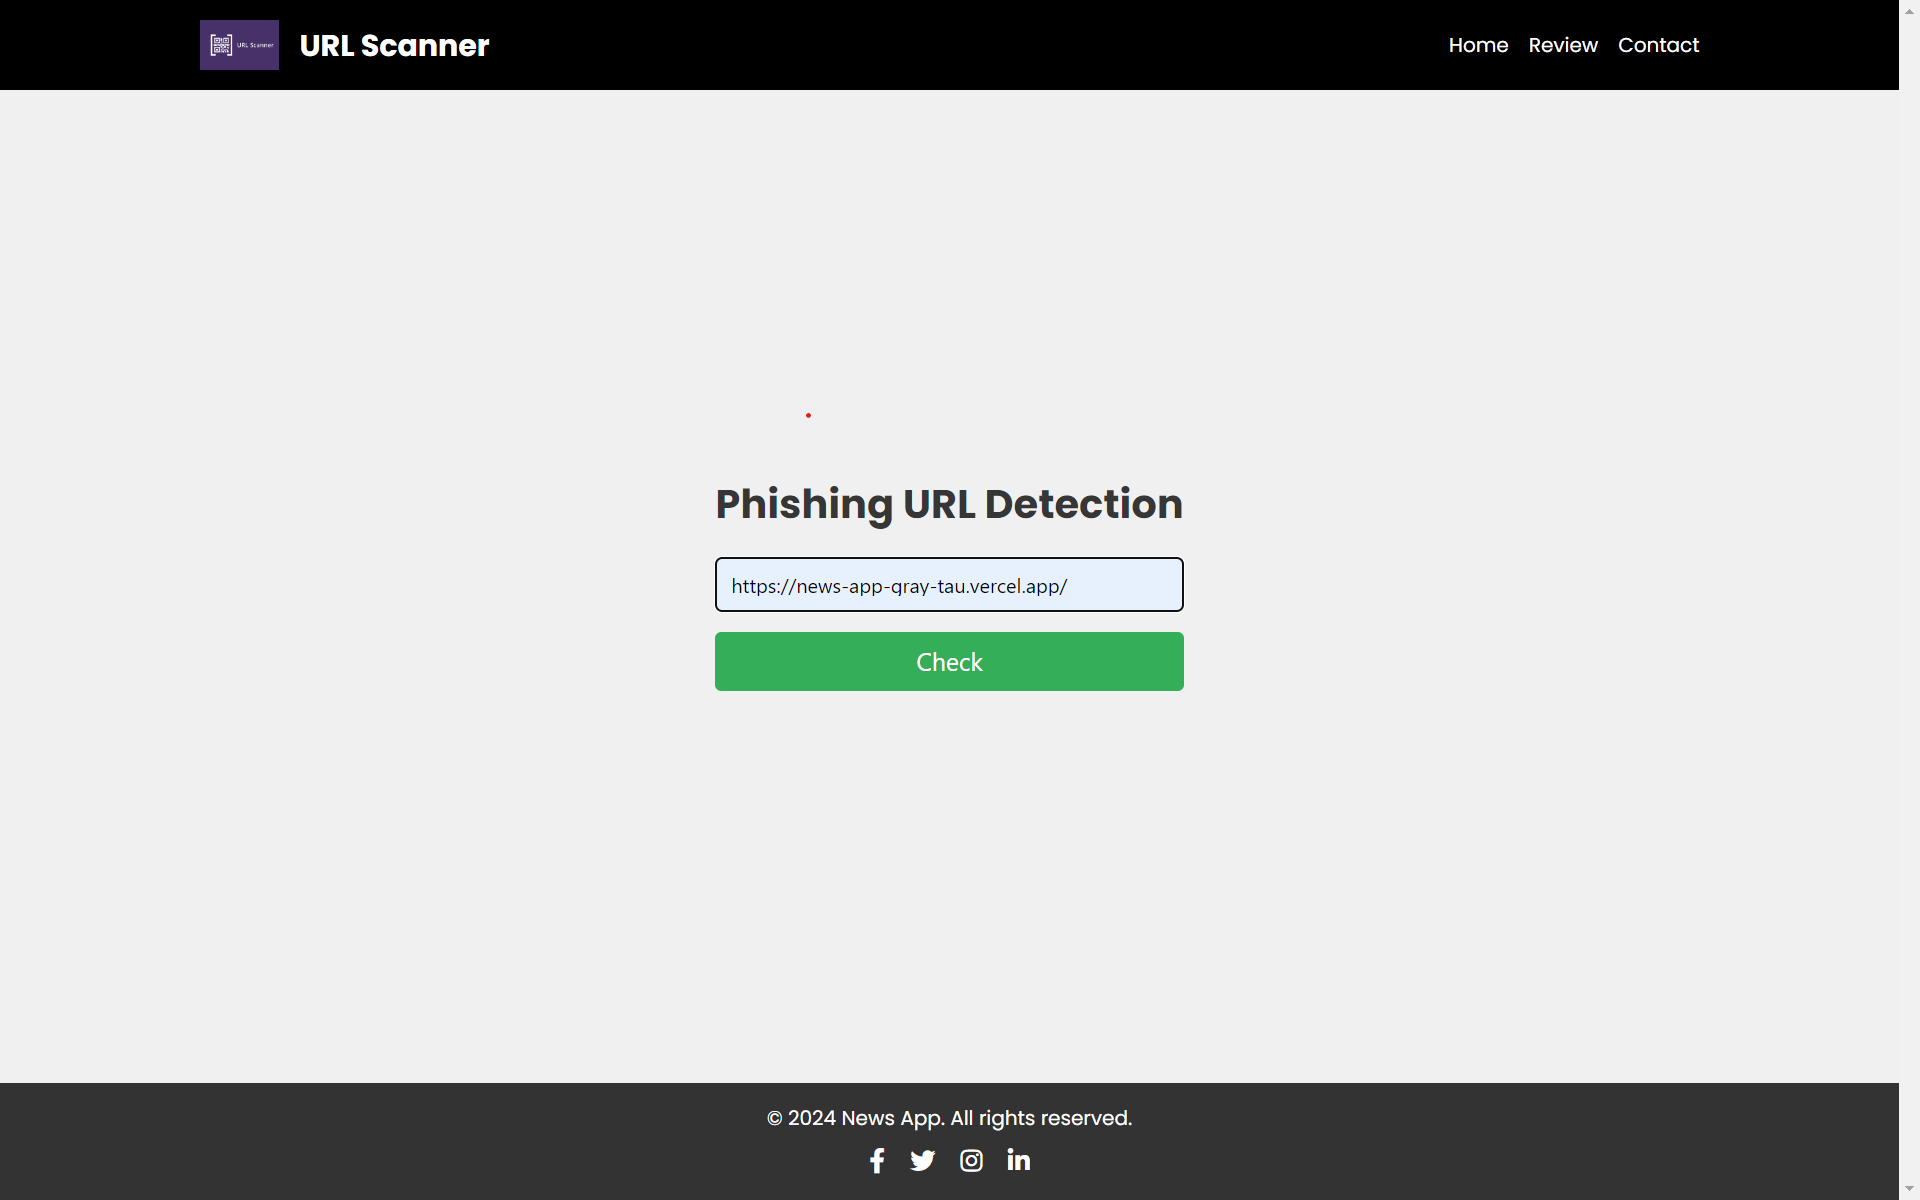 URL Scanner
URL Scanner
Home Review Contact
Phishing URL Detection
https://news-app-gray-tau.vercel.app/
Check
© 2024 News App. All rights reserved.